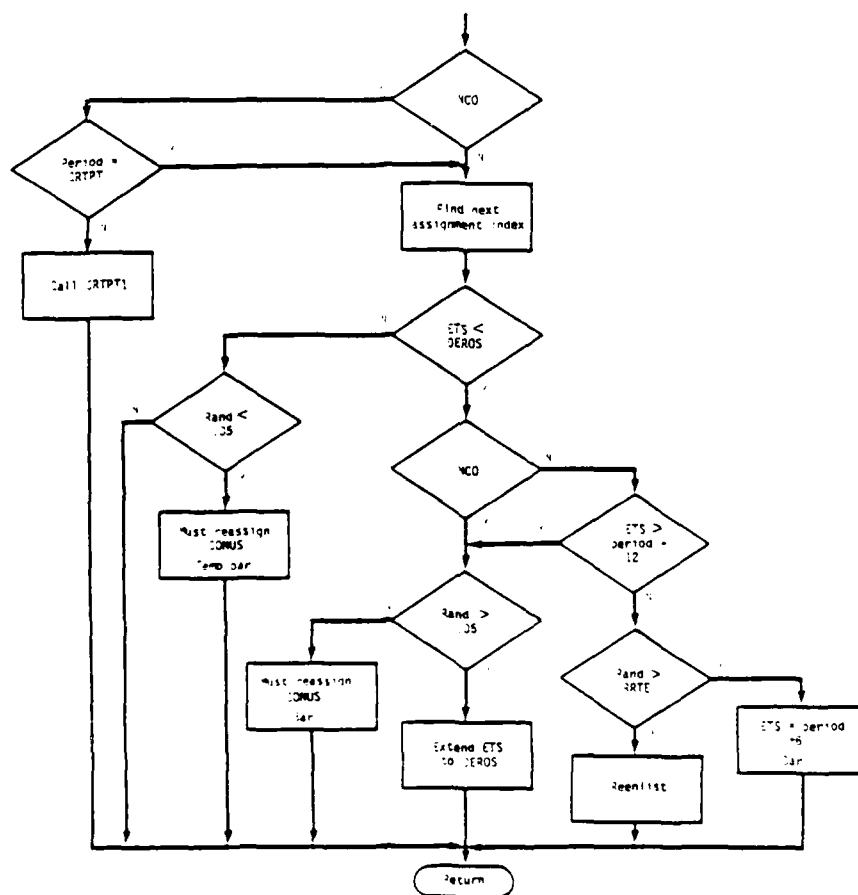 NCO
N
Period =
CRTPT
Find next
assignment index
N
Call CRTPT1
ETS <
DEROS
N
Rand <
.05
N
NCO
N
Must reassign
CONUS
Temp bar
ETS >
period +
12
Rand >
.05
N
Must reassign
CONUS
Bar
Rand >
RRTE
Extend ETS
to DEROS
Reenlist
ETS = period
+6
Bar
Return